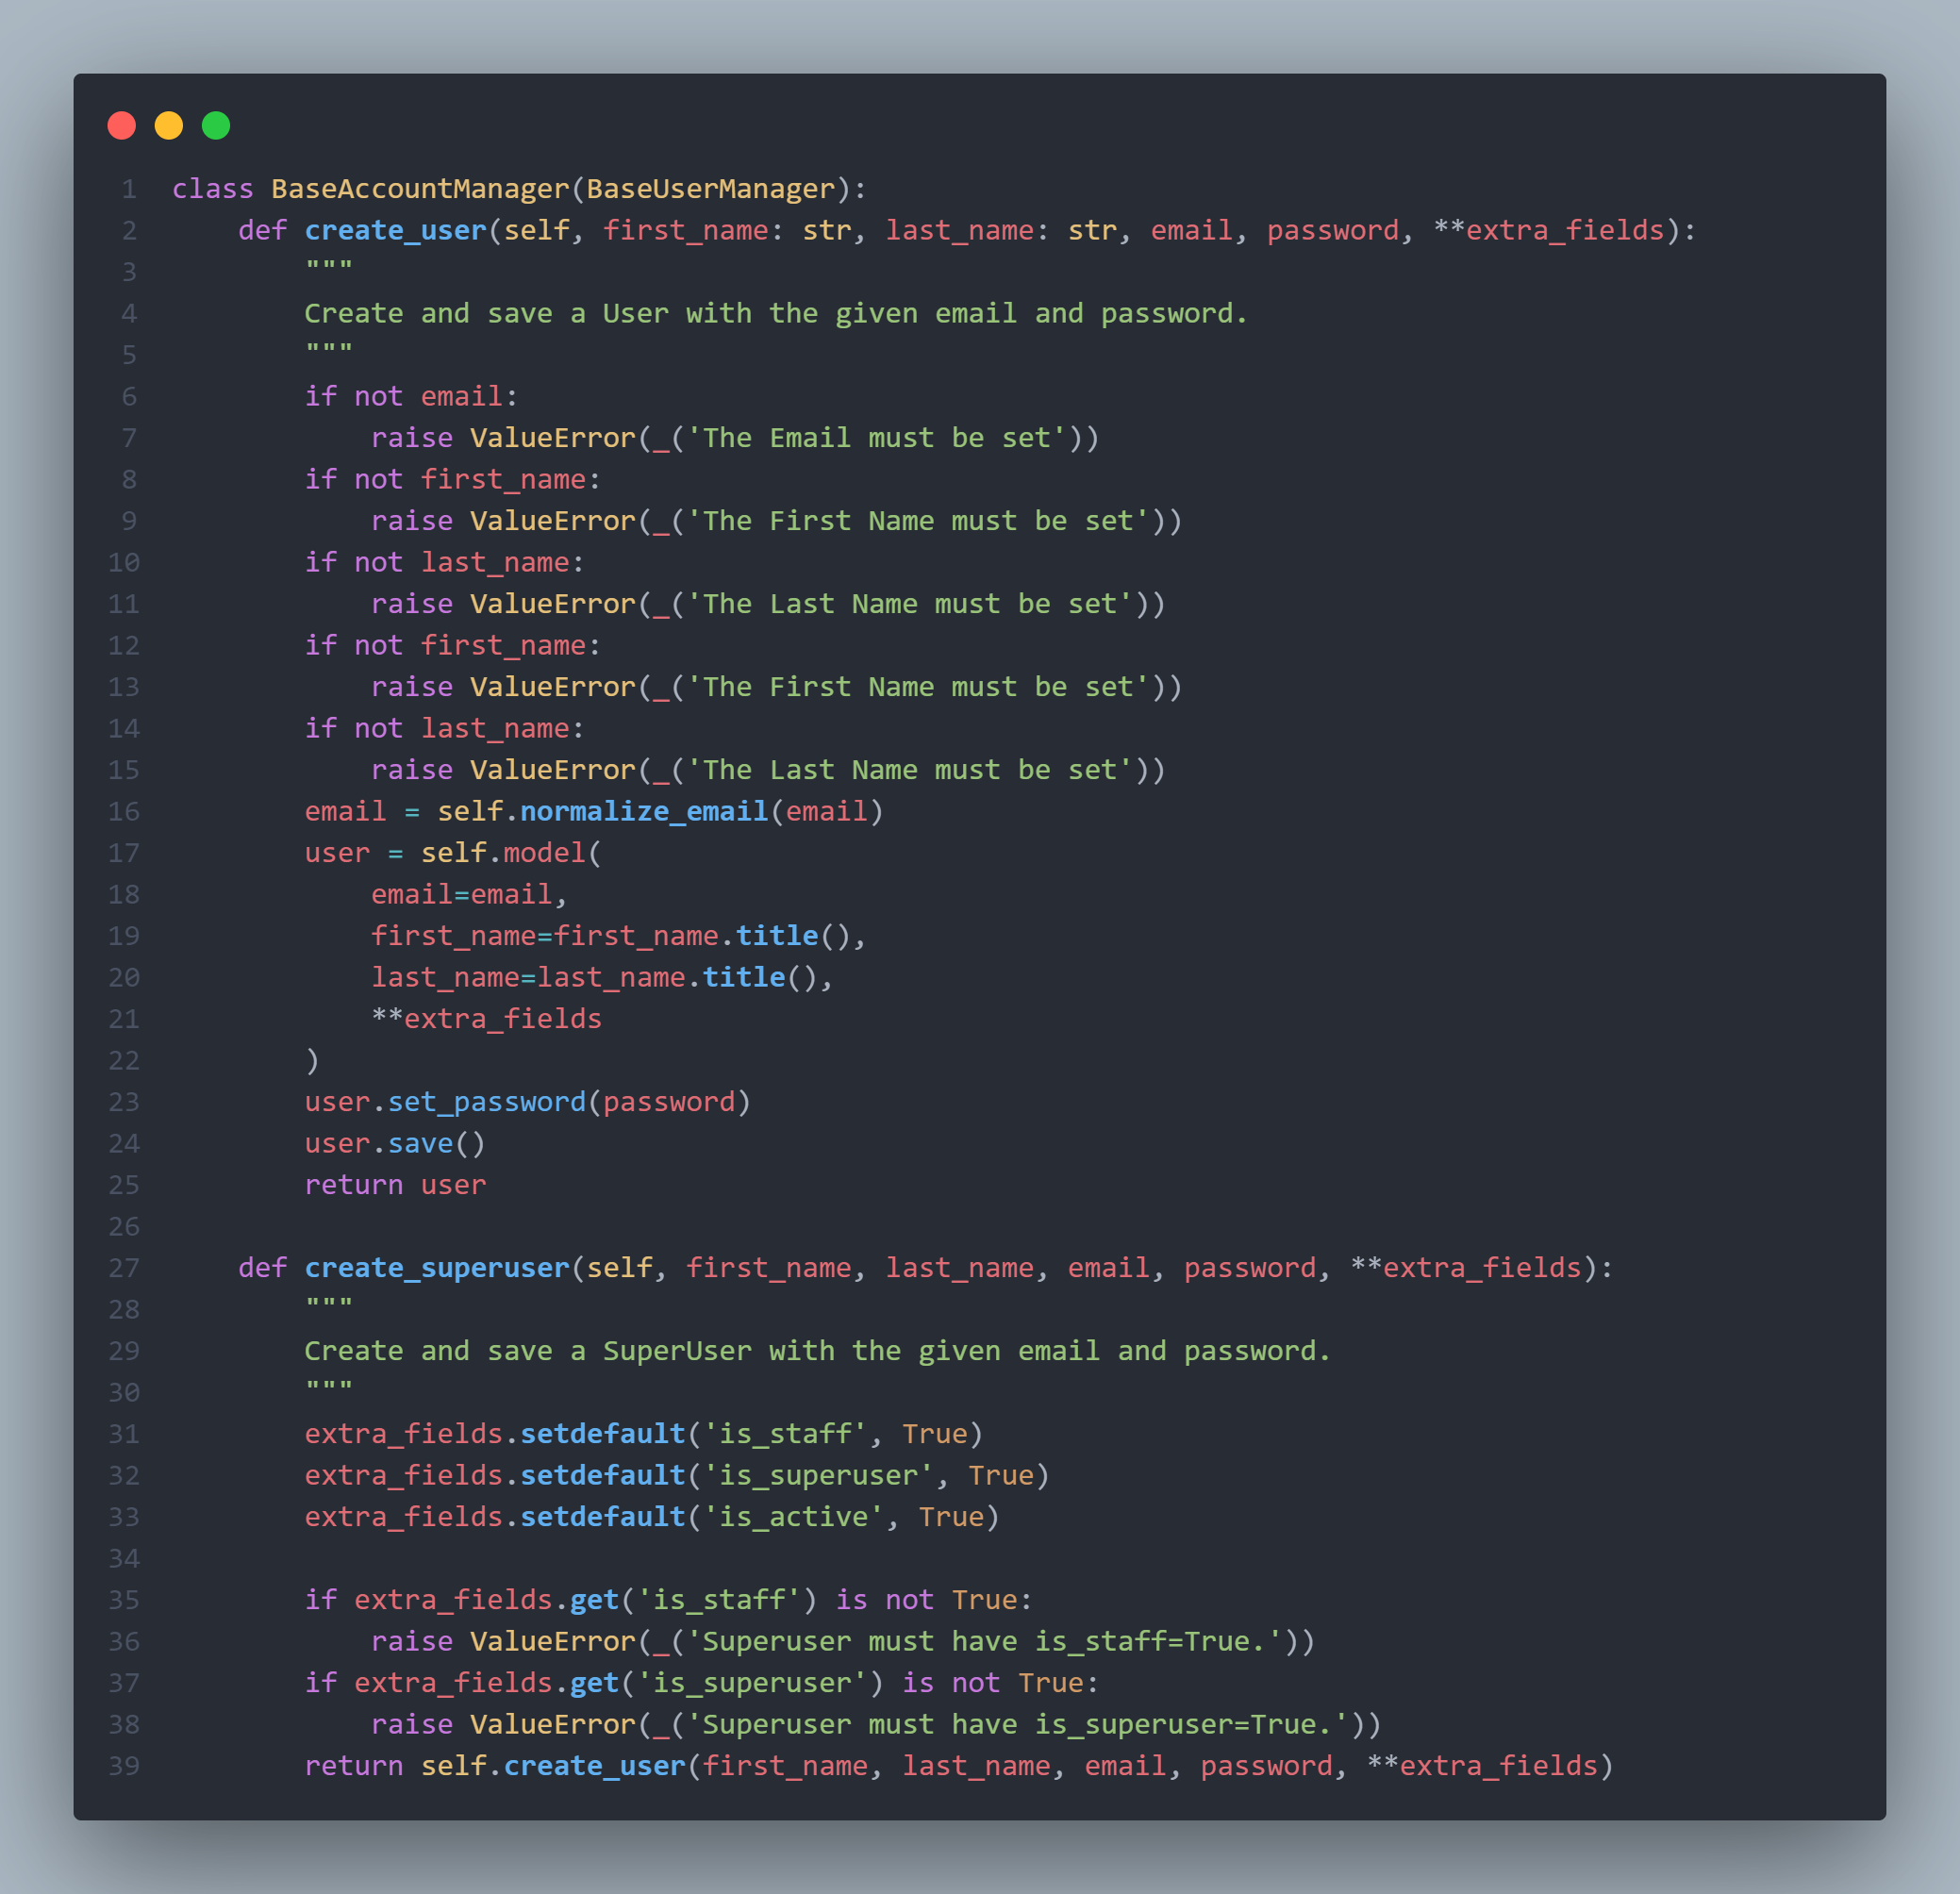 1 class BaseAccountManager(BaseUserManager):
2     def create_user(self, first_name: str, last_name: str, email, password, **extra_fields):
3         """
4         Create and save a User with the given email and password.
5         """
6         if not email:
7             raise ValueError(_('The Email must be set'))
8         if not first_name:
9             raise ValueError(_('The First Name must be set'))
10         if not last_name:
11             raise ValueError(_('The Last Name must be set'))
12         if not first_name:
13             raise ValueError(_('The First Name must be set'))
14         if not last_name:
15             raise ValueError(_('The Last Name must be set'))
16         email = self.normalize_email(email)
17         user = self.model(
18             email=email,
19             first_name=first_name.title(),
20             last_name=last_name.title(),
21             **extra_fields
22         )
23         user.set_password(password)
24         user.save()
25         return user
26
27     def create_superuser(self, first_name, last_name, email, password, **extra_fields):
28         """
29         Create and save a SuperUser with the given email and password.
30         """
31         extra_fields.setdefault('is_staff', True)
32         extra_fields.setdefault('is_superuser', True)
33         extra_fields.setdefault('is_active', True)
34
35         if extra_fields.get('is_staff') is not True:
36             raise ValueError(_('Superuser must have is_staff=True.'))
37         if extra_fields.get('is_superuser') is not True:
38             raise ValueError(_('Superuser must have is_superuser=True.'))
39         return self.create_user(first_name, last_name, email, password, **extra_fields)